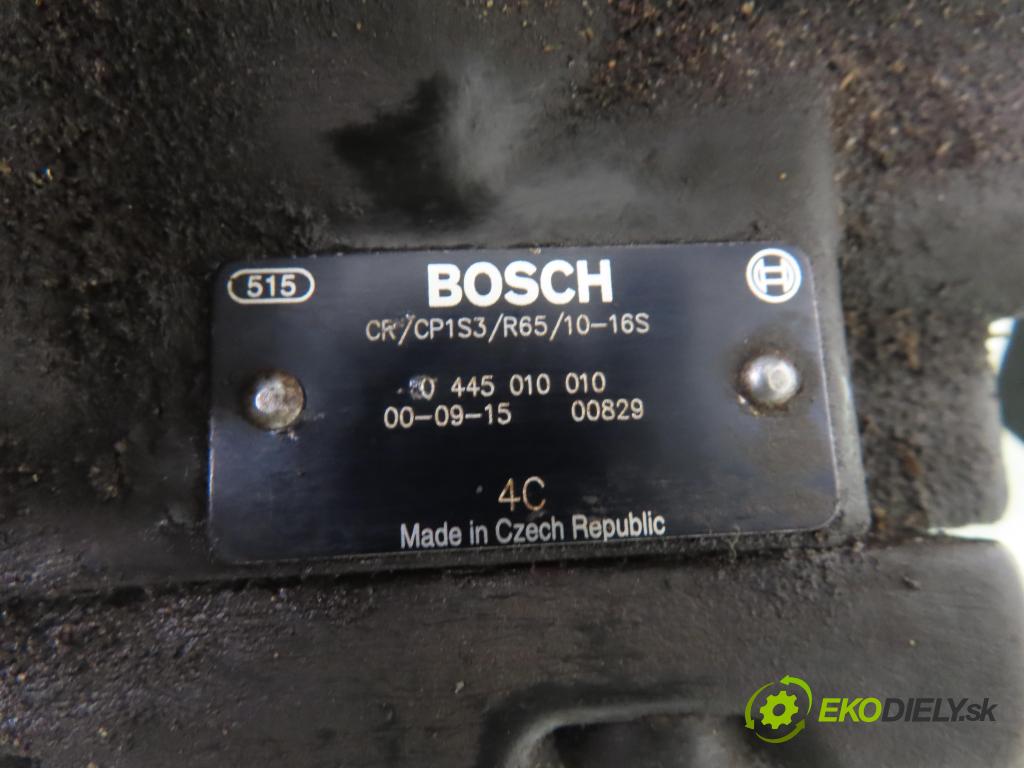 515 BOSCH
CR/CP1S3/R65/10-16S
0 445 010 010
00-09-15 00829
4C
Made in Czech Republic
EKODIELY.sk